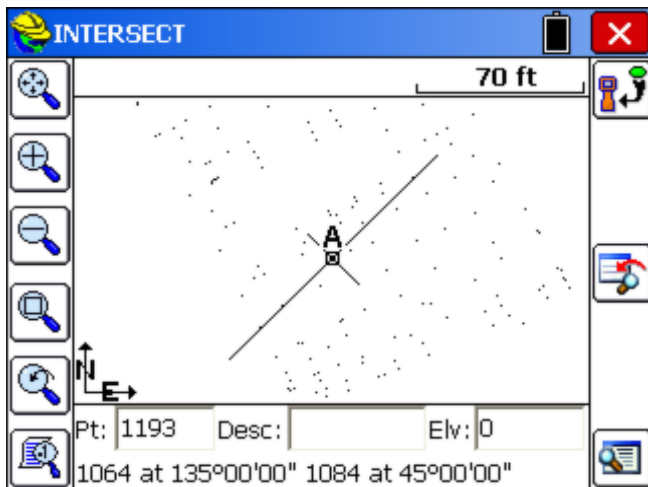 INTERSECT
70 ft
A
N
E
Pt: 1193 Desc: Elv: 0
1064 at 135°00'00" 1084 at 45°00'00"